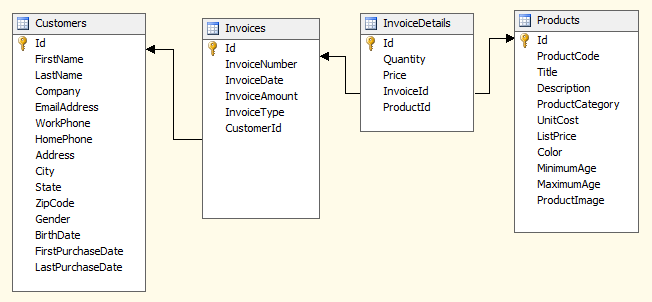 Customers
Id
FirstName
LastName
Company
EmailAddress
WorkPhone
HomePhone
Address
City
State
ZipCode
Gender
BirthDate
FirstPurchaseDate
LastPurchaseDate
Invoices
Id
InvoiceNumber
InvoiceDate
InvoiceAmount
InvoiceType
CustomerId
InvoiceDetails
Id
Quantity
Price
InvoiceId
ProductId
Products
Id
ProductCode
Title
Description
ProductCategory
UnitCost
ListPrice
Color
MinimumAge
MaximumAge
ProductImage